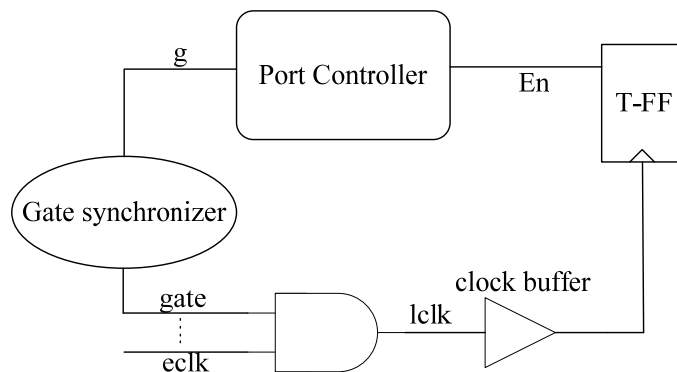 g
Port Controller
En
T-FF
Gate synchronizer
gate
eclk
lclk
clock buffer